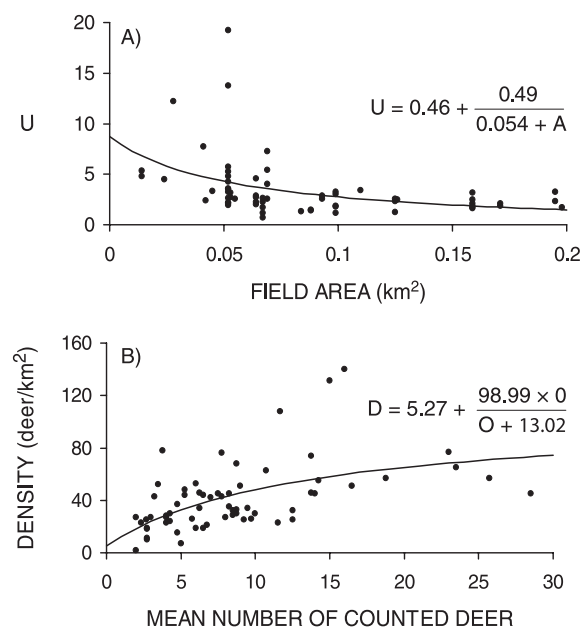 A)
20
15
10
5
0
U
U = 0.46 + 0.49 / 0.054 + A
0 0.05 0.1 0.15 0.2
FIELD AREA (km²)
B)
160
120
80
40
0
DENSITY (deer/km²)
D = 5.27 + 98.99 × 0 / O + 13.02
0 5 10 15 20 25 30
MEAN NUMBER OF COUNTED DEER